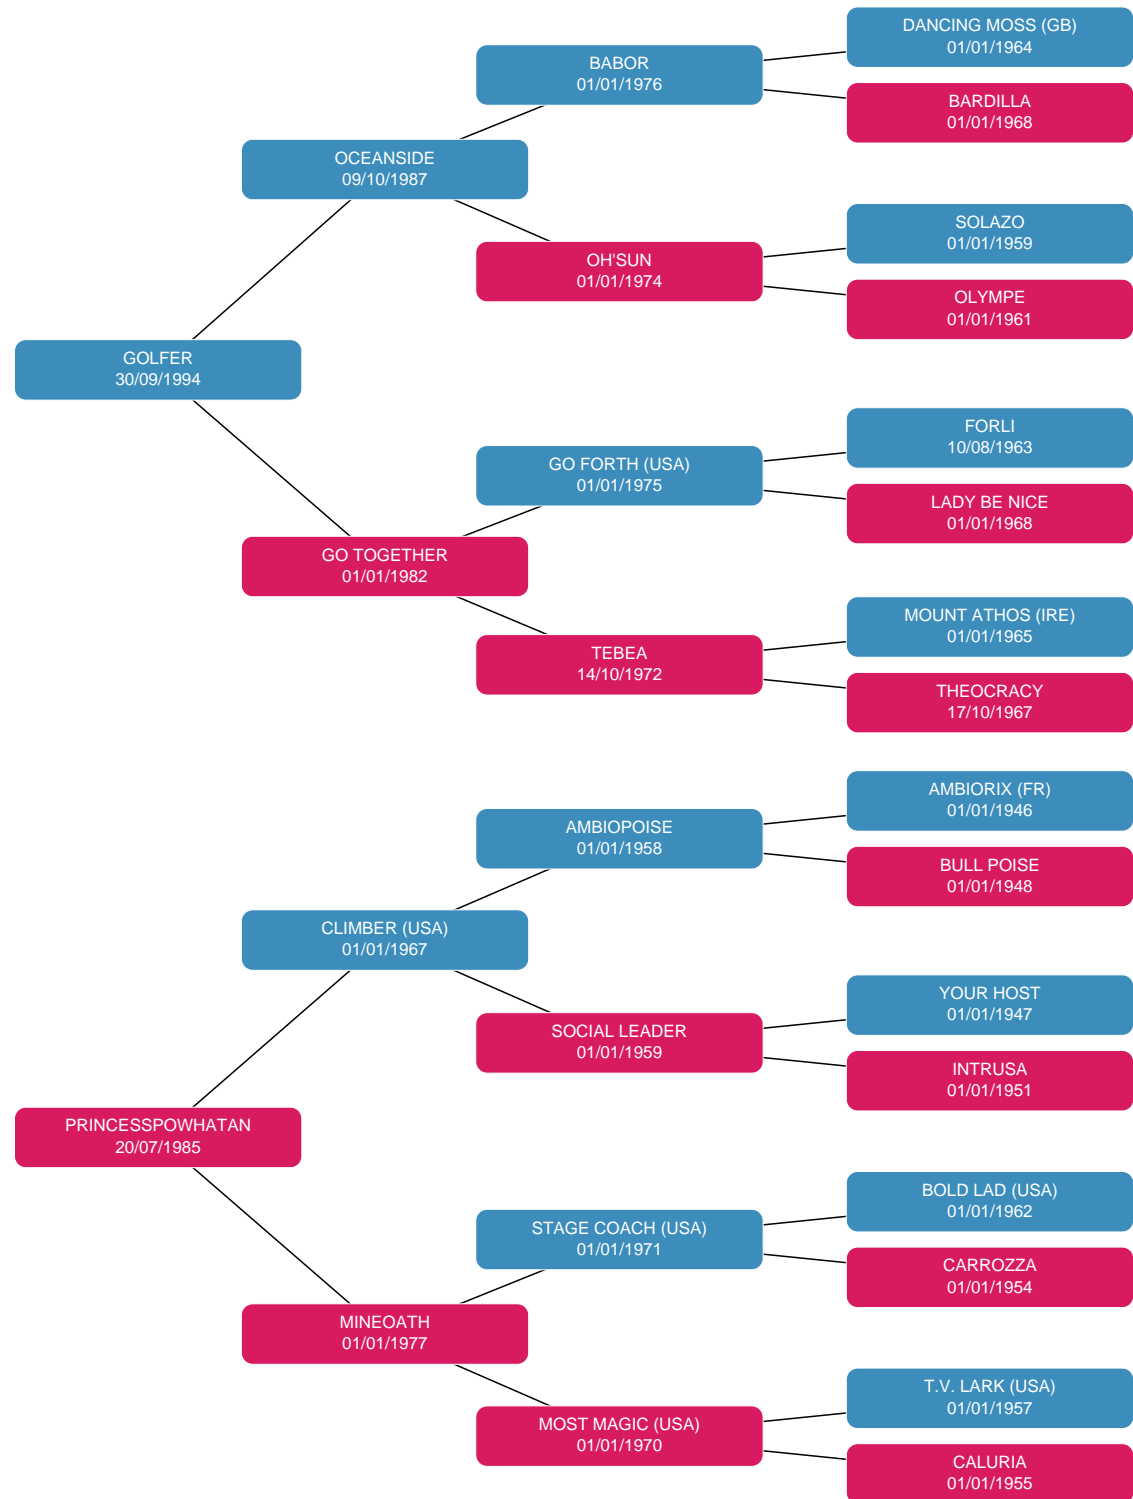 DANCING MOSS (GB)
01/01/1964
BABOR
01/01/1976
BARDILLA
01/01/1968
OCEANSIDE
09/10/1987
SOLAZO
01/01/1959
OH'SUN
01/01/1974
OLYMPE
01/01/1961
GOLFER
30/09/1994
FORLI
10/08/1963
GO FORTH (USA)
01/01/1975
LADY BE NICE
01/01/1968
GO TOGETHER
01/01/1982
MOUNT ATHOS (IRE)
01/01/1965
TEBEA
14/10/1972
THEOCRACY
17/10/1967
AMBIORIX (FR)
01/01/1946
AMBIOPOISE
01/01/1958
BULL POISE
01/01/1948
CLIMBER (USA)
01/01/1967
YOUR HOST
01/01/1947
SOCIAL LEADER
01/01/1959
INTRUSA
01/01/1951
PRINCESSPOWHATAN
20/07/1985
BOLD LAD (USA)
01/01/1962
STAGE COACH (USA)
01/01/1971
CARROZZA
01/01/1954
MINEOATH
01/01/1977
T.V. LARK (USA)
01/01/1957
MOST MAGIC (USA)
01/01/1970
CALURIA
01/01/1955